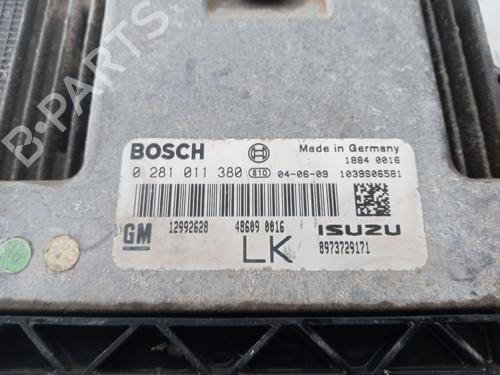 BOSCH
Made in Germany
1884 0016
0 281 011 380 810 04-06-09 1039S06581
GM 12992628 48609 0016 ISUZU
LK 8973729171
B-PARTS